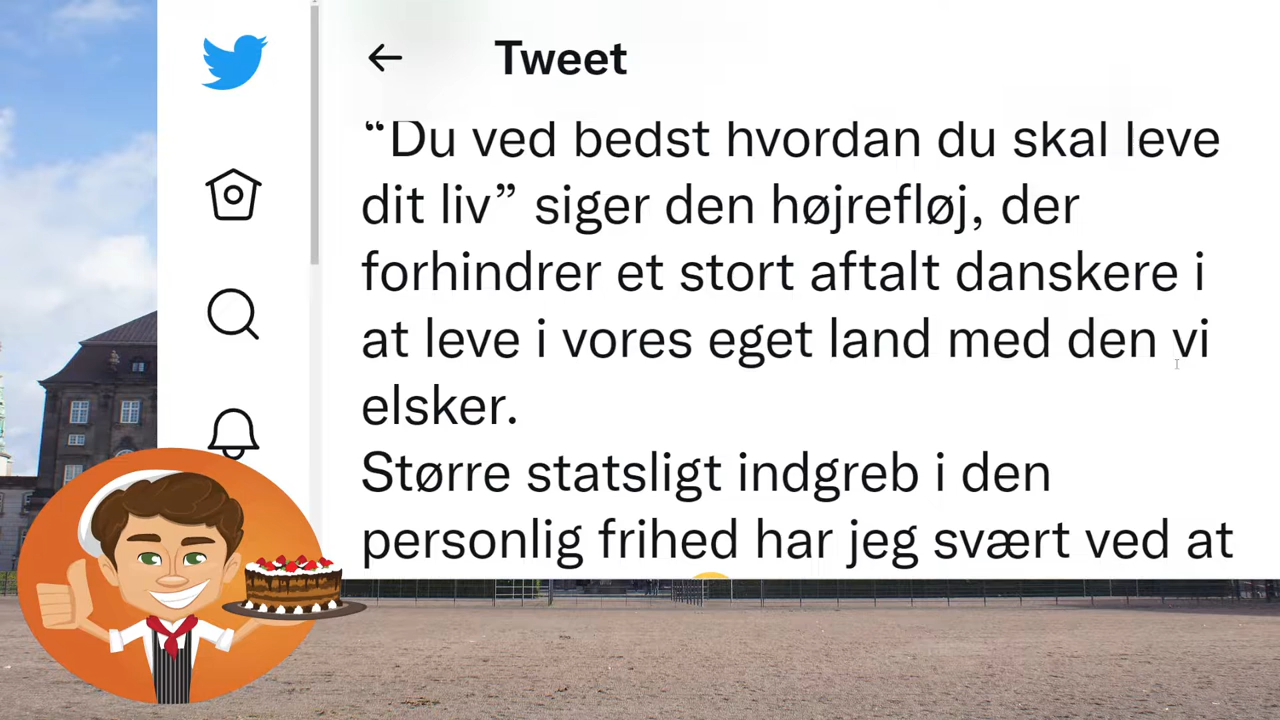 Tweet
“Du ved bedst hvordan du skal leve
dit liv” siger den højrefløj, der
forhindrer et stort aftalt danskere i
at leve i vores eget land med den vi
elsker.
Større statsligt indgreb i den
personlig frihed har jeg svært ved at